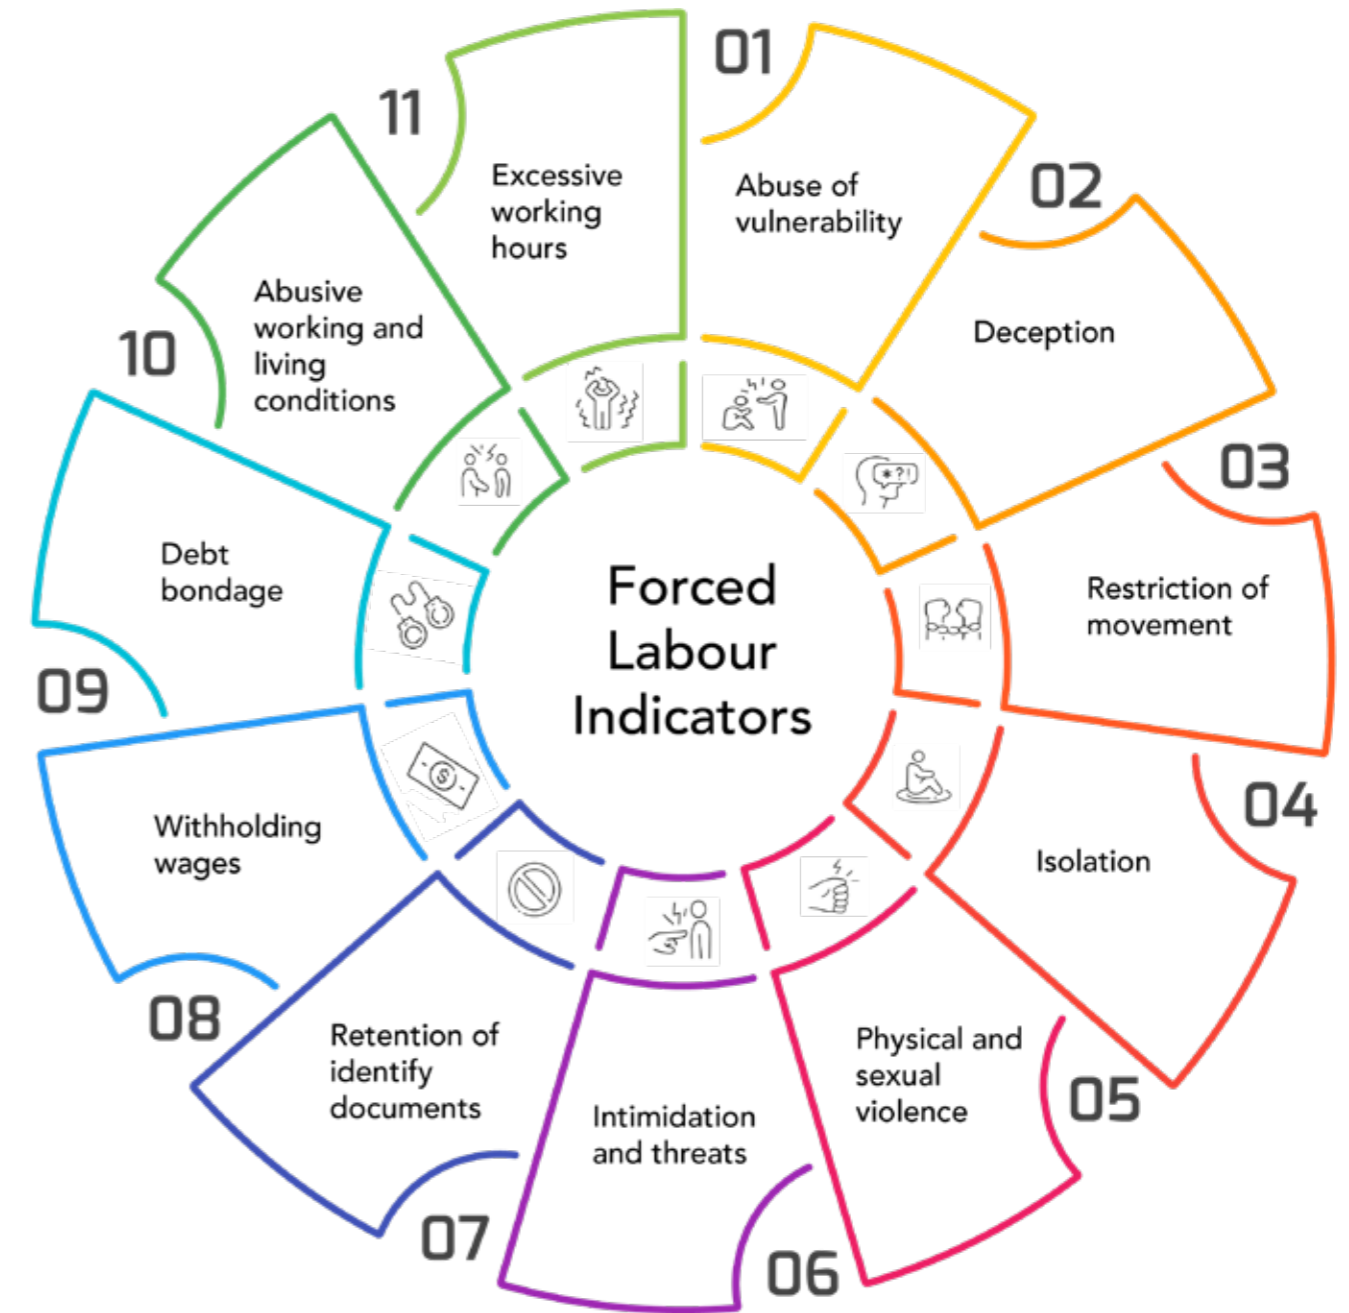 Forced
Labour
Indicators
01
Abuse of
vulnerability
02
Deception
03
Restriction of
movement
04
Isolation
05
Physical and
sexual
violence
06
Intimidation
and threats
07
Retention of
identify
documents
08
Withholding
wages
09
Debt
bondage
10
Abusive
working and
living
conditions
11
Excessive
working
hours
*?!
$